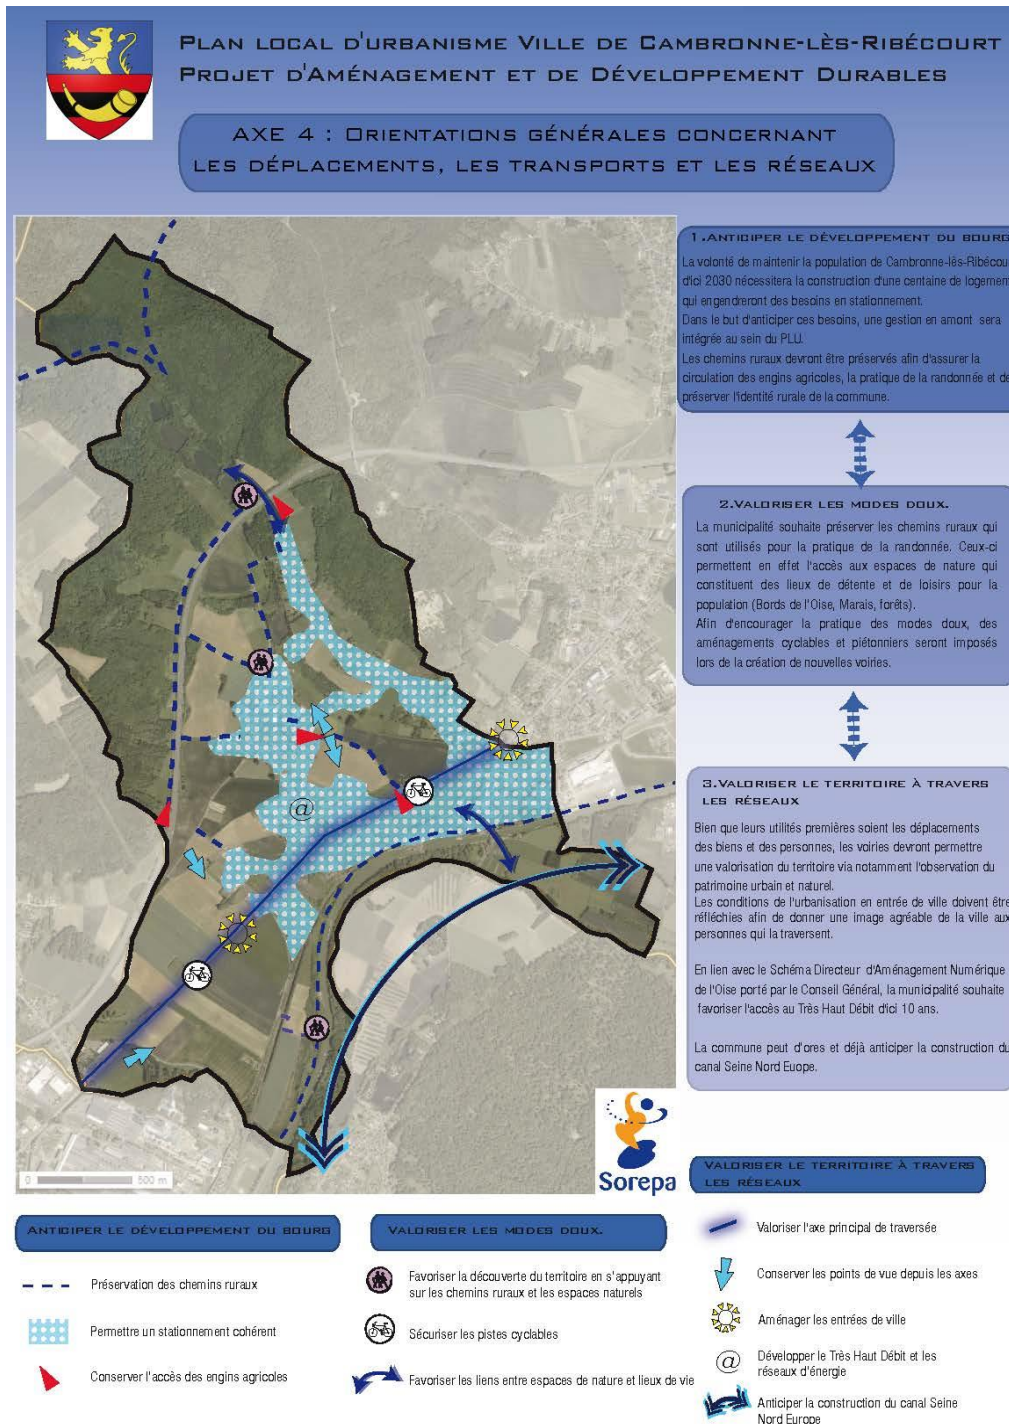 PLAN LOCAL D'URBANISME VILLE DE CAMBRONNE-LÈS-RIBÉCOURT
PROJET D'AMÉNAGEMENT ET DE DÉVELOPPEMENT DURABLES
AXE 4 : ORIENTATIONS GÉNÉRALES CONCERNANT
LES DÉPLACEMENTS, LES TRANSPORTS ET LES RÉSEAUX
1.ANTICIPER LE DÉVELOPPEMENT DU BOURG
La volonté de maintenir la population de Cambronne-lès-Ribécour
d'ici 2030 nécessitera la construction d'une centaine de logement
qui engendreront des besoins en stationnement.
Dans le but d'anticiper ces besoins, une gestion en amont sera
intégrée au sein du PLU.
Les chemins ruraux devront être préservés afin d'assurer la
circulation des engins agricoles, la pratique de la randonnée et de
préserver l'identité rurale de la commune.
2.VALORISER LES MODES DOUX.
La municipalité souhaite préserver les chemins ruraux qui
sont utilisés pour la pratique de la randonnée. Ceux-ci
permettent en effet l'accès aux espaces de nature qui
constituent des lieux de détente et de loisirs pour la
population (Bords de l'Oise, Marais, forêts).
Afin d'encourager la pratique des modes doux, des
aménagements cyclables et piétonniers seront imposés
lors de la création de nouvelles voiries.
3.VALORISER LE TERRITOIRE À TRAVERS
LES RÉSEAUX
Bien que leurs utilités premières soient les déplacements
des biens et des personnes, les voiries devront permettre
une valorisation du territoire via notamment l'observation du
patrimoine urbain et naturel.
Les conditions de l'urbanisation en entrée de ville doivent être
réfléchies afin de donner une image agréable de la ville aux
personnes qui la traversent.
En lien avec le Schéma Directeur d'Aménagement Numérique
de l'Oise porté par le Conseil Général, la municipalité souhaite
favoriser l'accès au Très Haut Débit d'ici 10 ans.
La commune peut d'ores et déjà anticiper la construction du
canal Seine Nord Euope.
@
0 500 m
Sorepa
ANTICIPER LE DÉVELOPPEMENT DU BOURG
Préservation des chemins ruraux
Permettre un stationnement cohérent
Conserver l'accès des engins agricoles
VALORISER LES MODES DOUX.
Favoriser la découverte du territoire en s'appuyant
sur les chemins ruraux et les espaces naturels
Sécuriser les pistes cyclables
Favoriser les liens entre espaces de nature et lieux de vie
VALORISER LE TERRITOIRE À TRAVERS
LES RÉSEAUX
Valoriser l'axe principal de traversée
Conserver les points de vue depuis les axes
Aménager les entrées de ville
@ Développer le Très Haut Débit et les
réseaux d'énergie
Anticiper la construction du canal Seine
Nord Europe